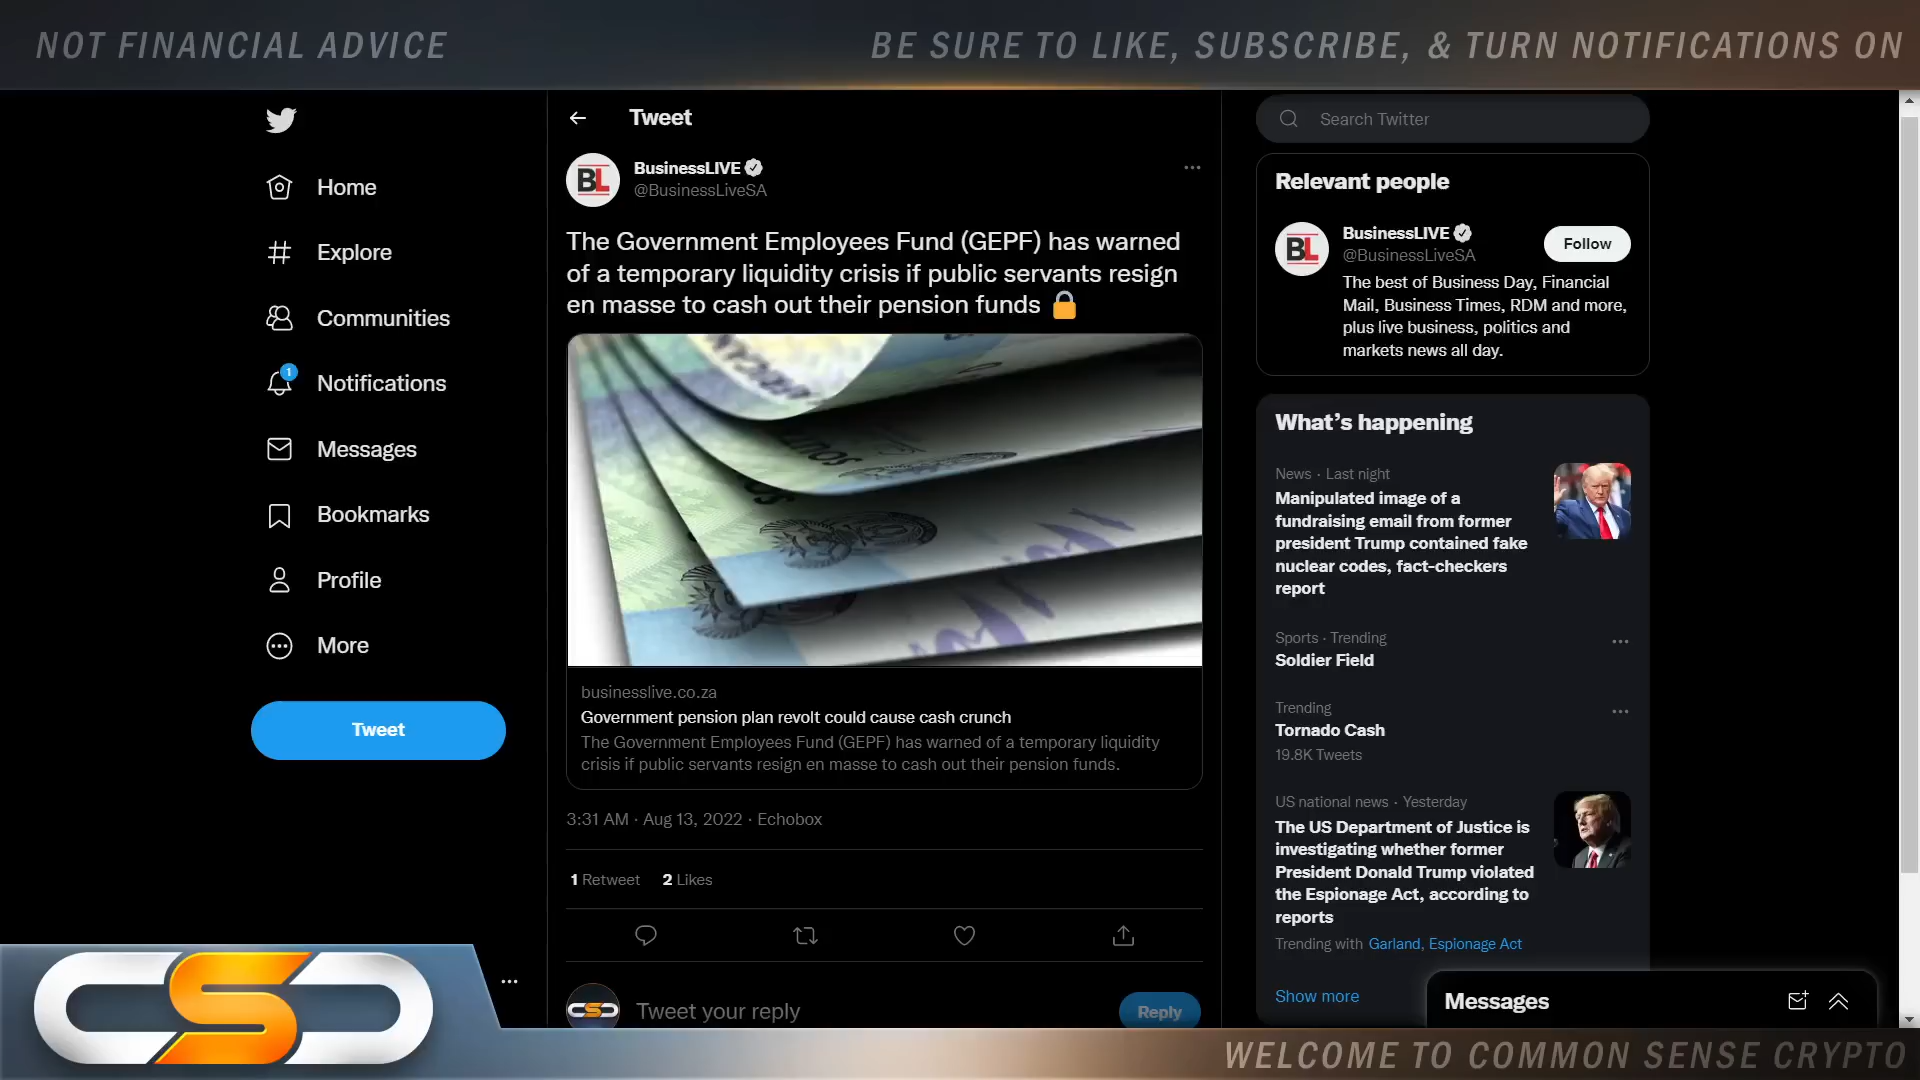 NOT FINANCIAL ADVICE
BE SURE TO LIKE, SUBSCRIBE, & TURN NOTIFICATIONS ON
Home
Explore
Communities
1
Notifications
Messages
Bookmarks
Profile
More
Tweet
Tweet
BL
BusinessLIVE
@BusinessLiveSA
The Government Employees Fund (GEPF) has warned
of a temporary liquidity crisis if public servants resign
en masse to cash out their pension funds
businesslive.co.za
Government pension plan revolt could cause cash crunch
The Government Employees Fund (GEPF) has warned of a temporary liquidity
crisis if public servants resign en masse to cash out their pension funds.
3:31 AM · Aug 13, 2022 · Echobox
1 Retweet 2 Likes
Tweet your reply
Reply
Search Twitter
Relevant people
BL
BusinessLIVE
@BusinessLiveSA
Follow
The best of Business Day, Financial
Mail, Business Times, RDM and more,
plus live business, politics and
markets news all day.
What's happening
News · Last night
Manipulated image of a
fundraising email from former
president Trump contained fake
nuclear codes, fact-checkers
report
Sports · Trending
Soldier Field
Trending
Tornado Cash
19.8K Tweets
US national news · Yesterday
The US Department of Justice is
investigating whether former
President Donald Trump violated
the Espionage Act, according to
reports
Trending with Garland, Espionage Act
Show more
Messages
CSC
WELCOME TO COMMON SENSE CRYPTO